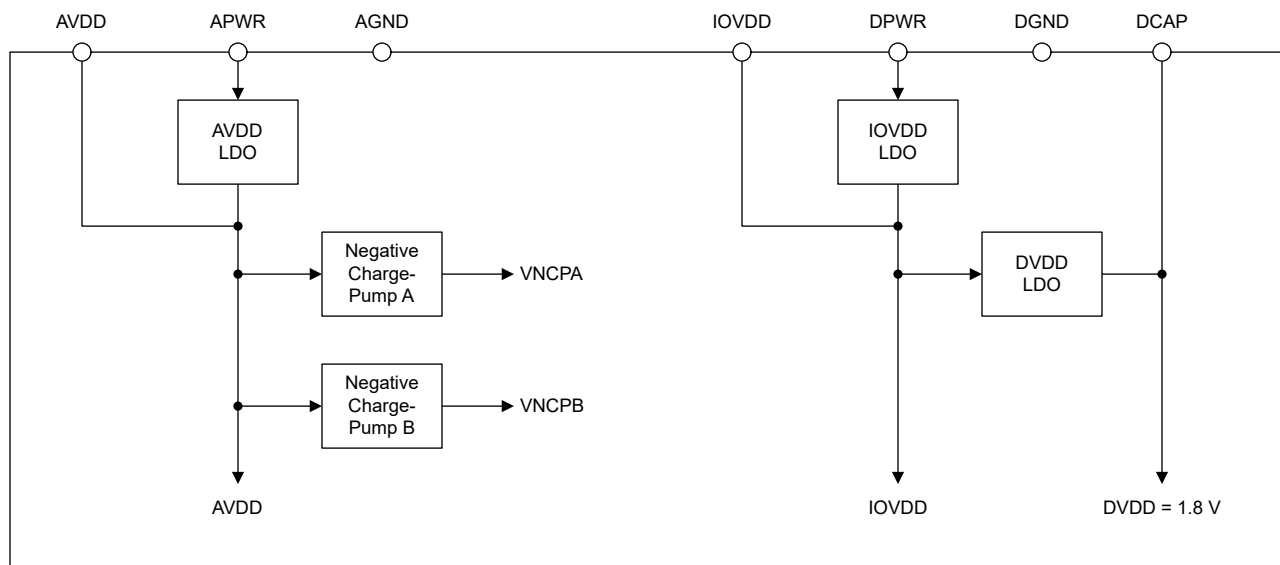 AVDD
APWR
AGND
IOVDD
DPWR
DGND
DCAP
AVDD
LDO
IOVDD
LDO
Negative
Charge-
Pump A
VNCPA
DVDD
LDO
Negative
Charge-
Pump B
VNCPB
AVDD
IOVDD
DVDD = 1.8 V